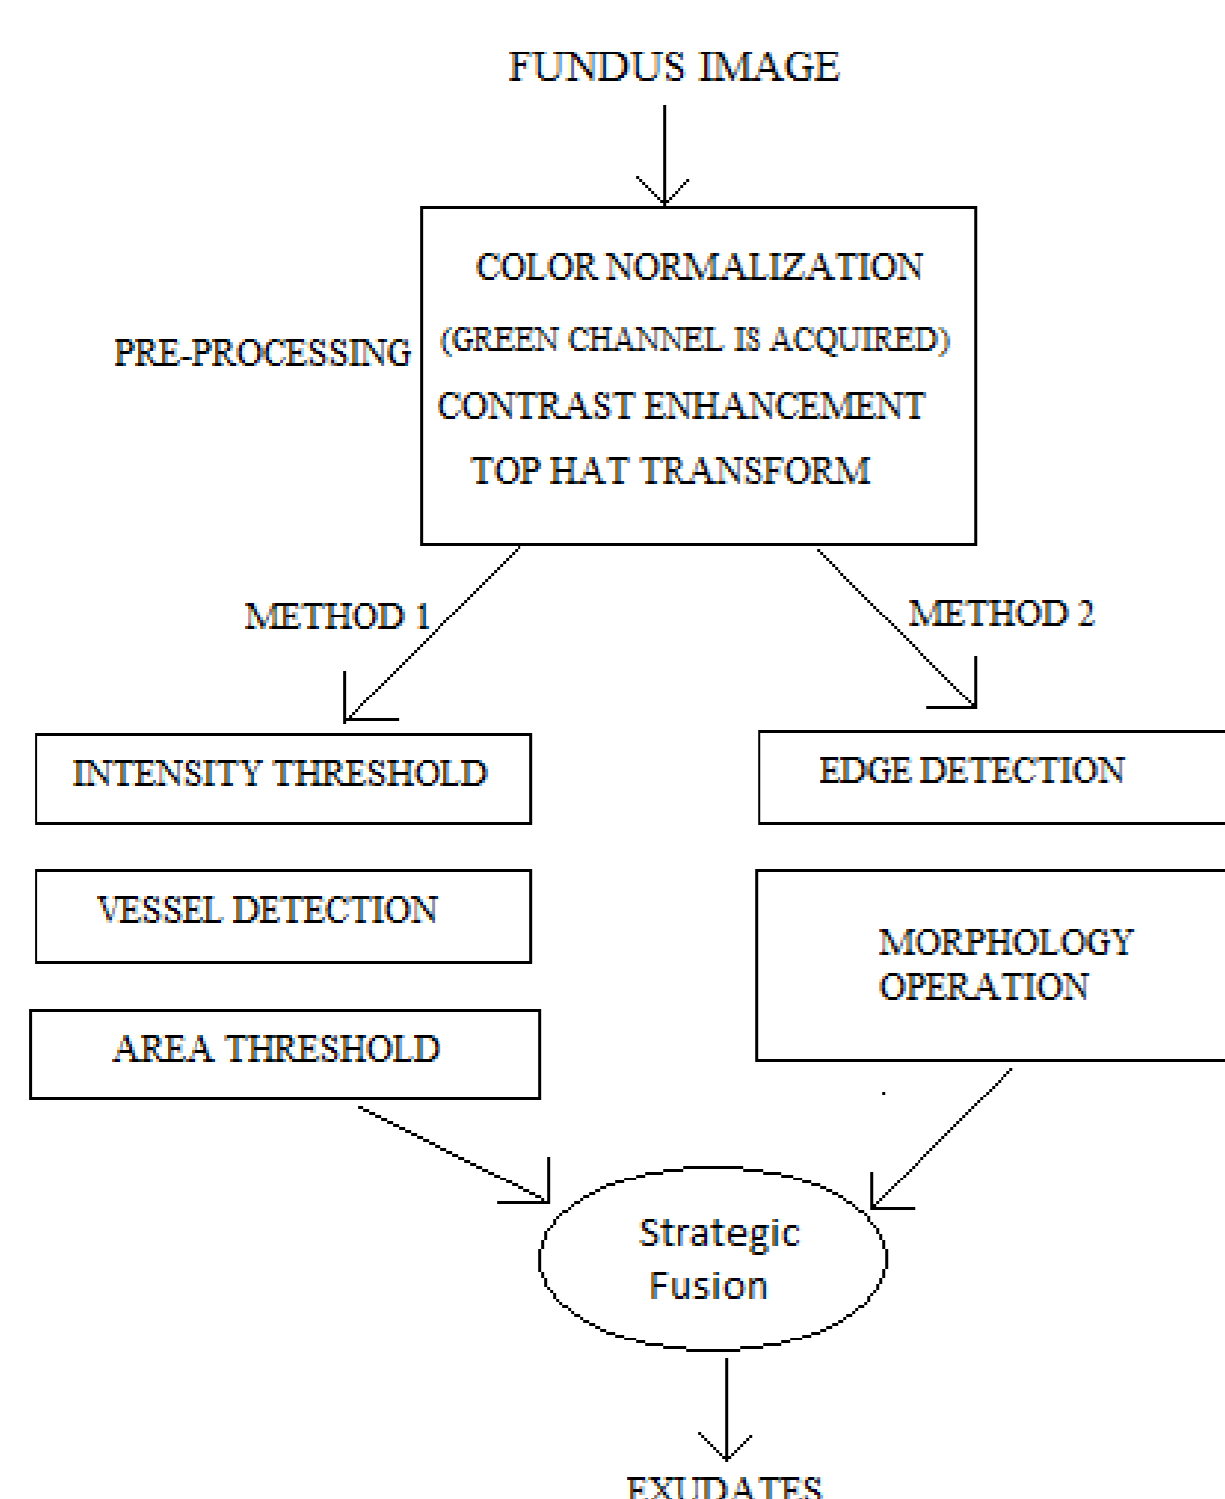 FUNDUS IMAGE
COLOR NORMALIZATION
(GREEN CHANNEL IS ACQUIRED)
PRE-PROCESSING
CONTRAST ENHANCEMENT
TOP HAT TRANSFORM
METHOD 1
METHOD 2
INTENSITY THRESHOLD
EDGE DETECTION
VESSEL DETECTION
MORPHOLOGY
OPERATION
AREA THRESHOLD
Strategic
Fusion
EXUDATES